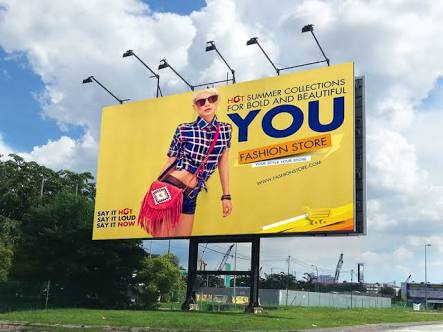 HOT SUMMER COLLECTIONS
FOR BOLD AND BEAUTIFUL
YOU
FASHION STORE
YOUR STYLE YOUR STORE
WWW.FASHIONSTORE.COM
SAY IT HOT
SAY IT LOUD
SAY IT NOW